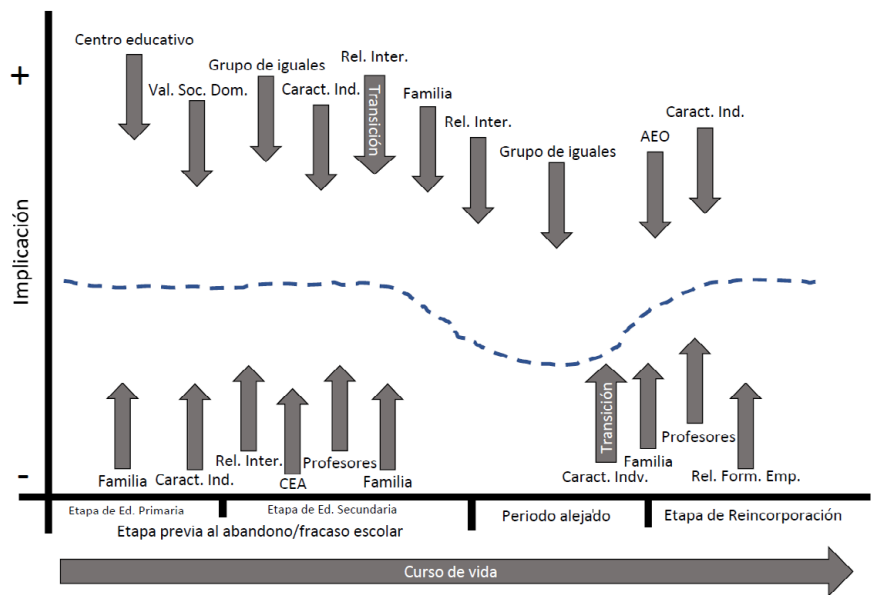 Centro educativo
Val. Soc. Dom.
Grupo de iguales
Caract. Ind.
Rel. Inter.
Transición
Familia
Rel. Inter.
Grupo de iguales
AEO
Caract. Ind.
+
Implicación
-
Familia
Caract. Ind.
Rel. Inter.
CEA
Profesores
Familia
Transición
Caract. Indv.
Familia
Profesores
Rel. Form. Emp.
Etapa de Ed. Primaria
Etapa de Ed. Secundaria
Etapa previa al abandono/fracaso escolar
Periodo alejado
Etapa de Reincorporación
Curso de vida